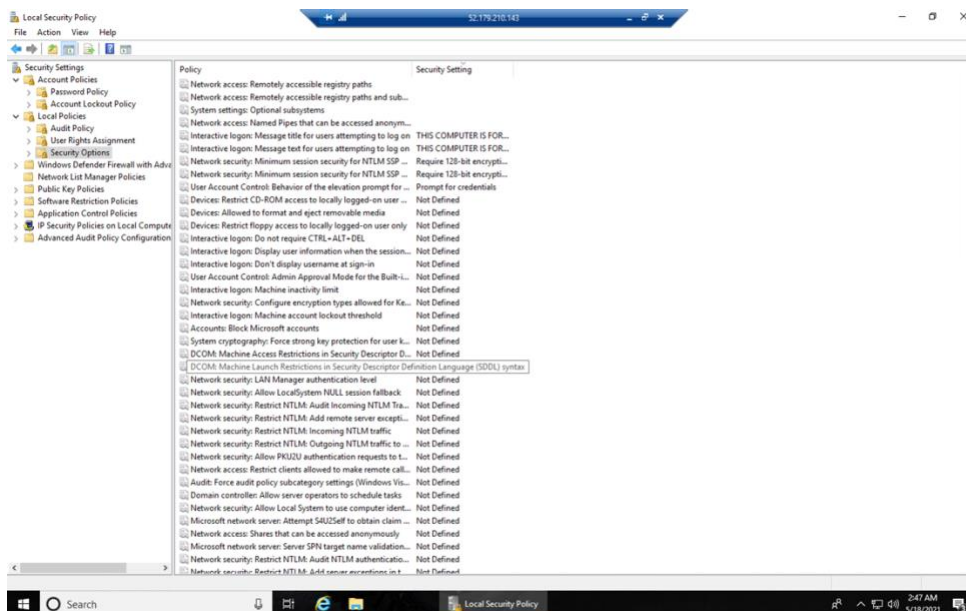 Local Security Policy
52.179.210.143
File Action View Help
Security Settings
Account Policies
Password Policy
Account Lockout Policy
Local Policies
Audit Policy
User Rights Assignment
Security Options
Windows Defender Firewall with Adva
Network List Manager Policies
Public Key Policies
Software Restriction Policies
Application Control Policies
IP Security Policies on Local Compute
Advanced Audit Policy Configuration
Policy Security Setting
Network access: Remotely accessible registry paths
Network access: Remotely accessible registry paths and sub...
System settings: Optional subsystems
Network access: Named Pipes that can be accessed anonym...
Interactive logon: Message title for users attempting to log on THIS COMPUTER IS FOR...
Interactive logon: Message text for users attempting to log on THIS COMPUTER IS FOR...
Network security: Minimum session security for NTLM SSP ... Require 128-bit encrypti...
Network security: Minimum session security for NTLM SSP ... Require 128-bit encrypti...
User Account Control: Behavior of the elevation prompt for ... Prompt for credentials
Devices: Restrict CD-ROM access to locally logged-on user ... Not Defined
Devices: Allowed to format and eject removable media Not Defined
Devices: Restrict floppy access to locally logged-on user only Not Defined
Interactive logon: Do not require CTRL+ALT+DEL Not Defined
Interactive logon: Display user information when the session... Not Defined
Interactive logon: Don't display username at sign-in Not Defined
User Account Control: Admin Approval Mode for the Built-i... Not Defined
Interactive logon: Machine inactivity limit Not Defined
Network security: Configure encryption types allowed for Ke... Not Defined
Interactive logon: Machine account lockout threshold Not Defined
Accounts: Block Microsoft accounts Not Defined
System cryptography: Force strong key protection for user k... Not Defined
DCOM: Machine Access Restrictions in Security Descriptor D... Not Defined
DCOM: Machine Launch Restrictions in Security Descriptor Definition Language (SDDL) syntax
Network security: LAN Manager authentication level Not Defined
Network security: Allow LocalSystem NULL session fallback Not Defined
Network security: Restrict NTLM: Audit Incoming NTLM Tra... Not Defined
Network security: Restrict NTLM: Add remote server excepti... Not Defined
Network security: Restrict NTLM: Incoming NTLM traffic Not Defined
Network security: Restrict NTLM: Outgoing NTLM traffic to ... Not Defined
Network security: Allow PKU2U authentication requests to t... Not Defined
Network access: Restrict clients allowed to make remote call... Not Defined
Audit: Force audit policy subcategory settings (Windows Vis... Not Defined
Domain controller: Allow server operators to schedule tasks Not Defined
Network security: Allow Local System to use computer ident... Not Defined
Microsoft network server: Attempt S4U2Self to obtain claim ... Not Defined
Network access: Shares that can be accessed anonymously Not Defined
Microsoft network server: Server SPN target name validation... Not Defined
Network security: Restrict NTLM: Audit NTLM authenticatio... Not Defined
Network security: Restrict NTLM: Add server exceptions in t... Not Defined
Search
Local Security Policy
2:47 AM
5/18/2021